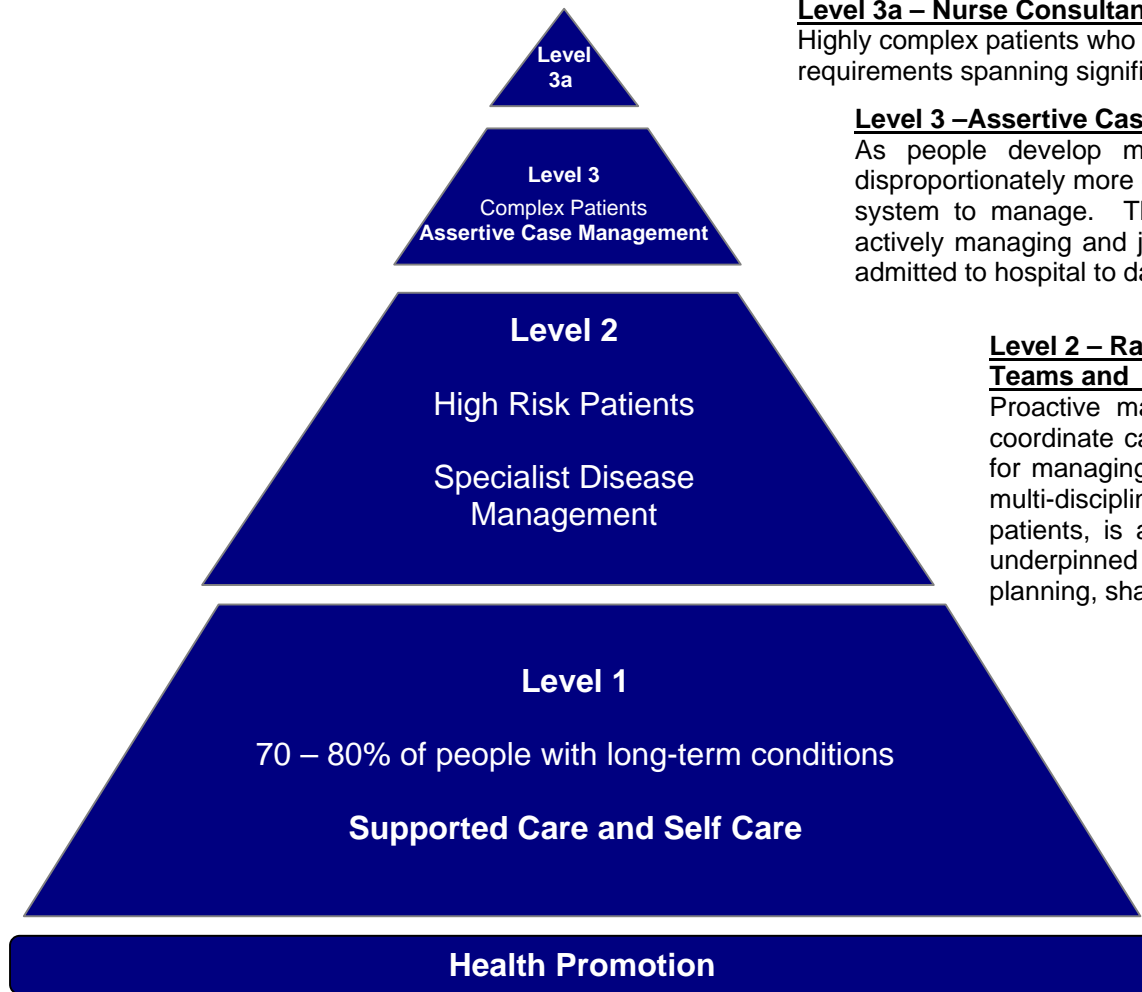 Level 3a – Nurse Consultan
Highly complex patients who
requirements spanning signifi
Level
3a
Level 3 –Assertive Cas
As people develop m
disproportionately more
system to manage. Th
actively managing and j
admitted to hospital to da
Level 3
Complex Patients
Assertive Case Management
Level 2 – Ra
Teams and
Proactive ma
coordinate ca
for managing
multi-disciplin
patients, is a
underpinned
planning, sha
Level 2
High Risk Patients
Specialist Disease
Management
Level 1
70 – 80% of people with long-term conditions
Supported Care and Self Care
Health Promotion